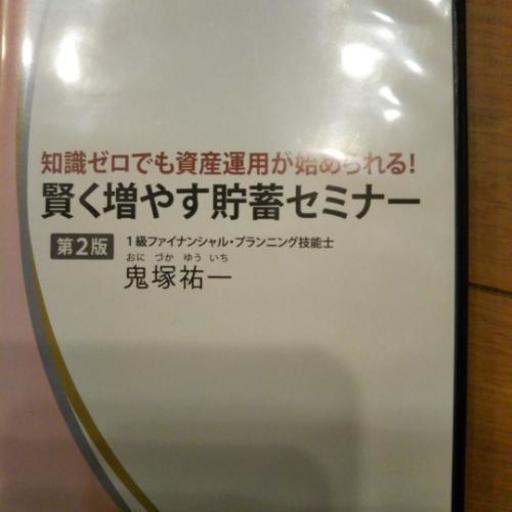 知識ゼロでも資産運用が始められる!
賢く増やす貯蓄セミナー
第2版
1級ファイナンシャル・プランニング技能士
おに づか ゆう いち
鬼塚祐一